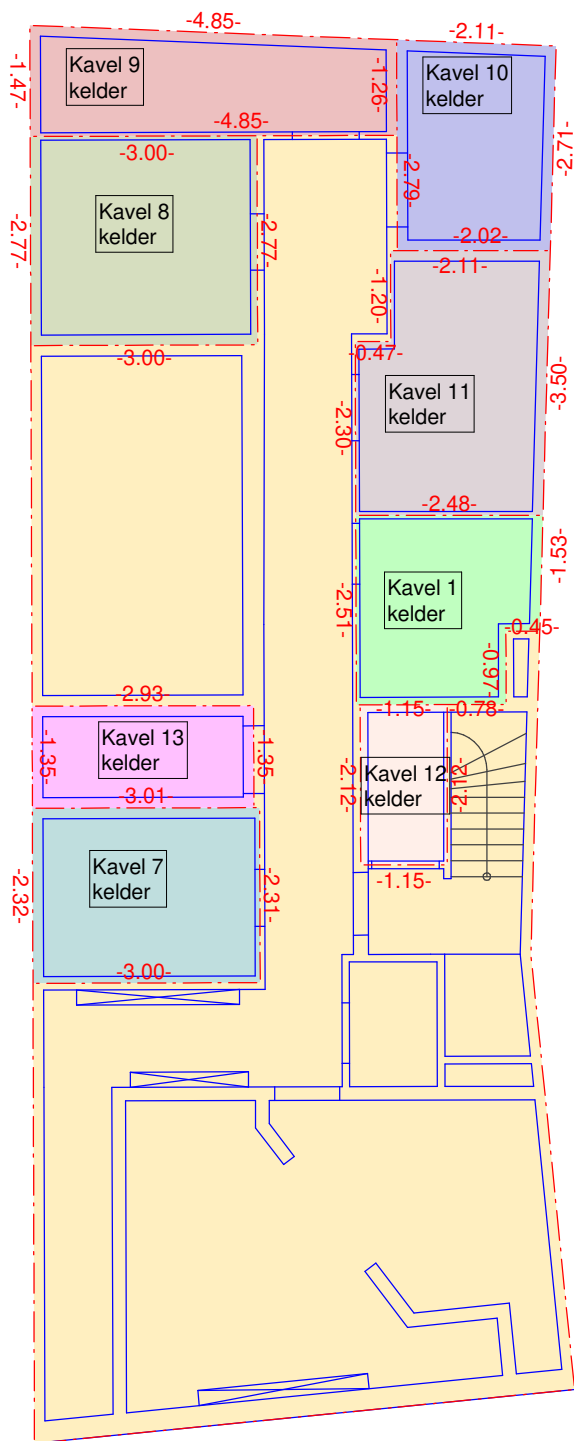 -4.85-
-2.11-
-1.47-
Kavel 9
kelder
-1.26-
Kavel 10
kelder
-2.71-
-4.85-
-3.00-
-2.79-
-2.77-
Kavel 8
kelder
-2.77-
-2.02-
-2.11-
-1.20-
-3.00-
-0.47-
Kavel 11
kelder
-3.50-
-2.30-
-2.48-
-1.53-
Kavel 1
kelder
-2.51-
-0.45-
-0.97-
-2.93-
-1.15-
-0.78-
-1.35-
Kavel 13
kelder
-1.35-
-2.12-
Kavel 12
kelder
-2.12-
-3.01-
-1.15-
-2.32-
Kavel 7
kelder
-2.31-
-3.00-